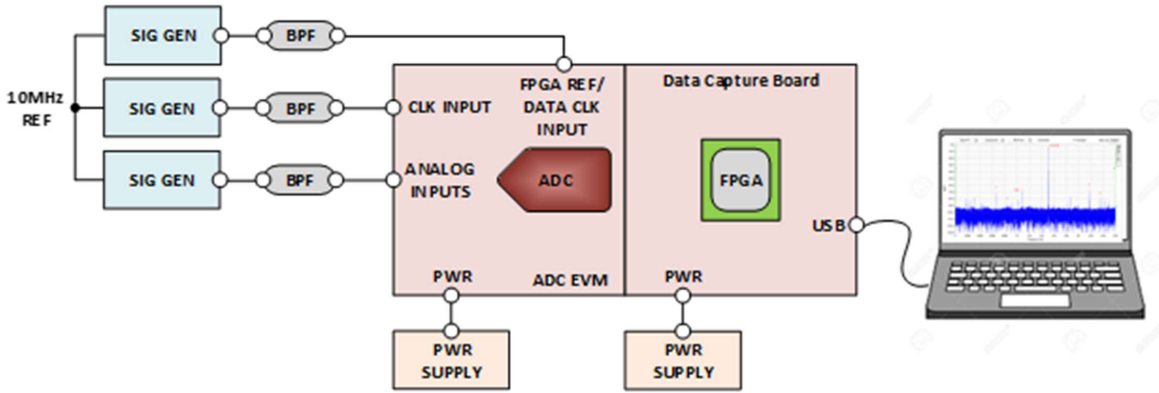 SIG GEN
BPF
10MHz
REF
SIG GEN
BPF
SIG GEN
BPF
CLK INPUT
ANALOG
INPUTS
FPGA REF/
DATA CLK
INPUT
ADC
PWR
ADC EVM
Data Capture Board
FPGA
USB
PWR
PWR
SUPPLY
PWR
SUPPLY